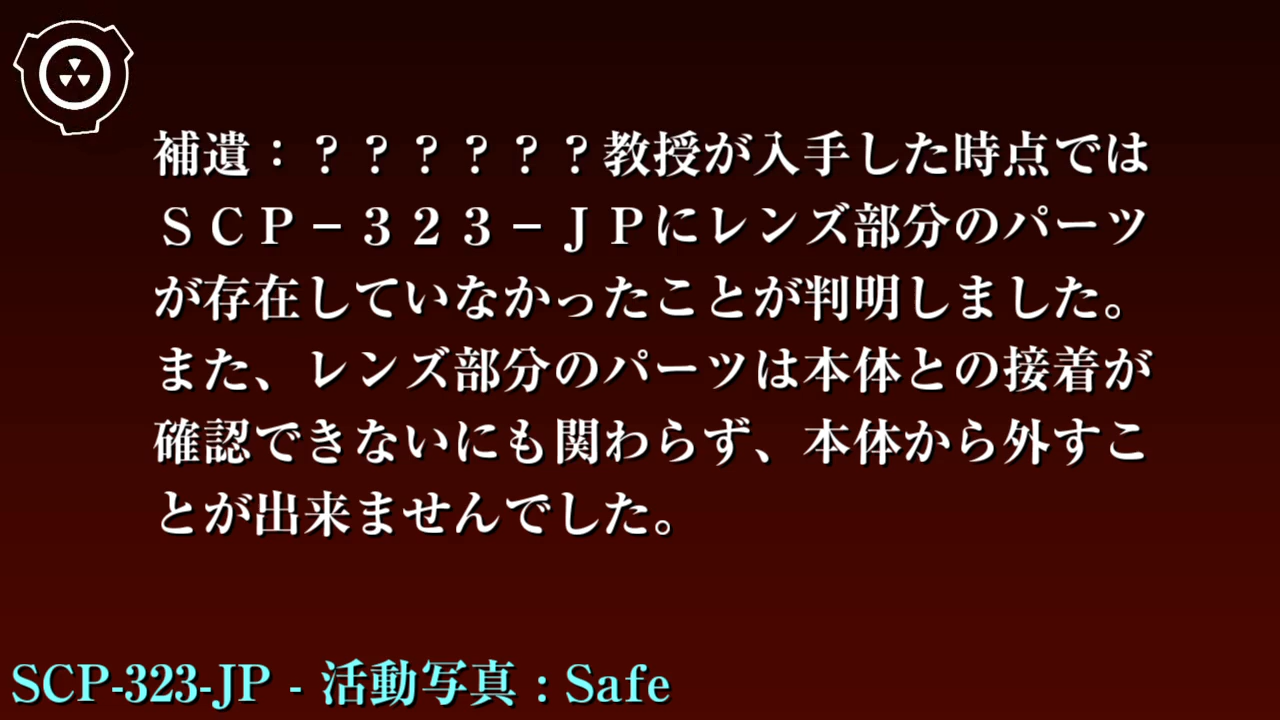 補遺：？？？？？？教授が入手した時点では
ＳＣＰ－３２３－ＪＰにレンズ部分のパーツ
が存在していなかったことが判明しました。
また、レンズ部分のパーツは本体との接着が
確認できないにも関わらず、本体から外すこ
とが出来ませんでした。
SCP-323-JP - 活動写真 : Safe